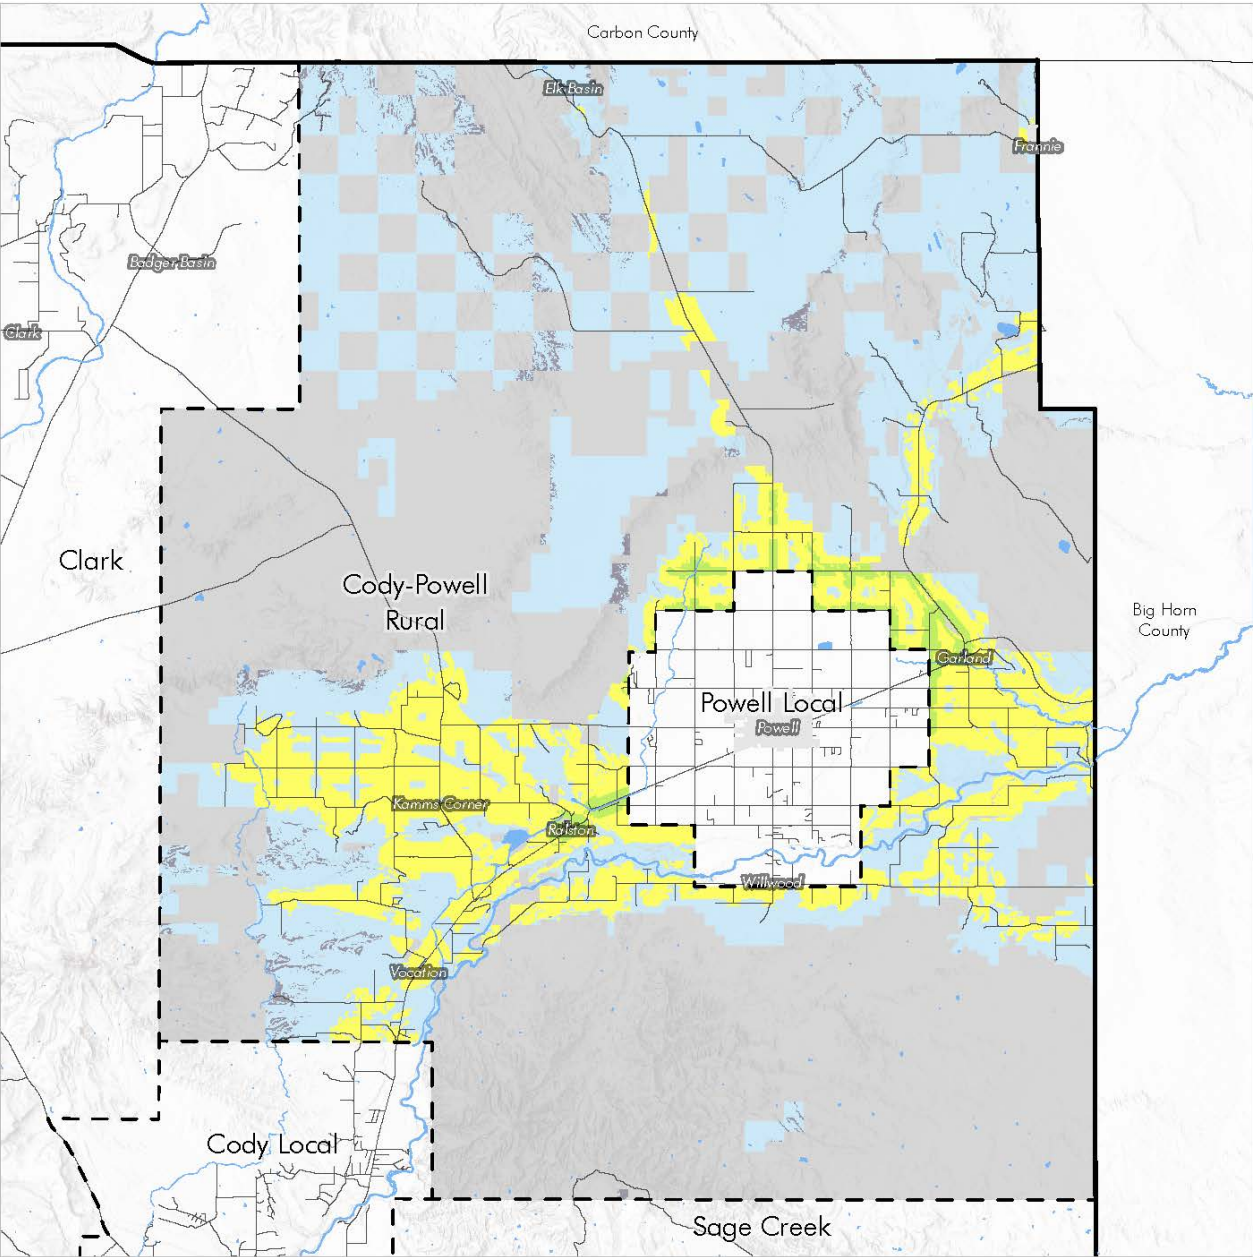 Carbon County
Elk Basin
Frannie
Badger Basin
Clark
Clark
Cody-Powell
Rural
Big Horn
County
Garland
Powell Local
Powell
Kamms Corner
Ralston
Willwood
Vocation
Cody Local
Sage Creek